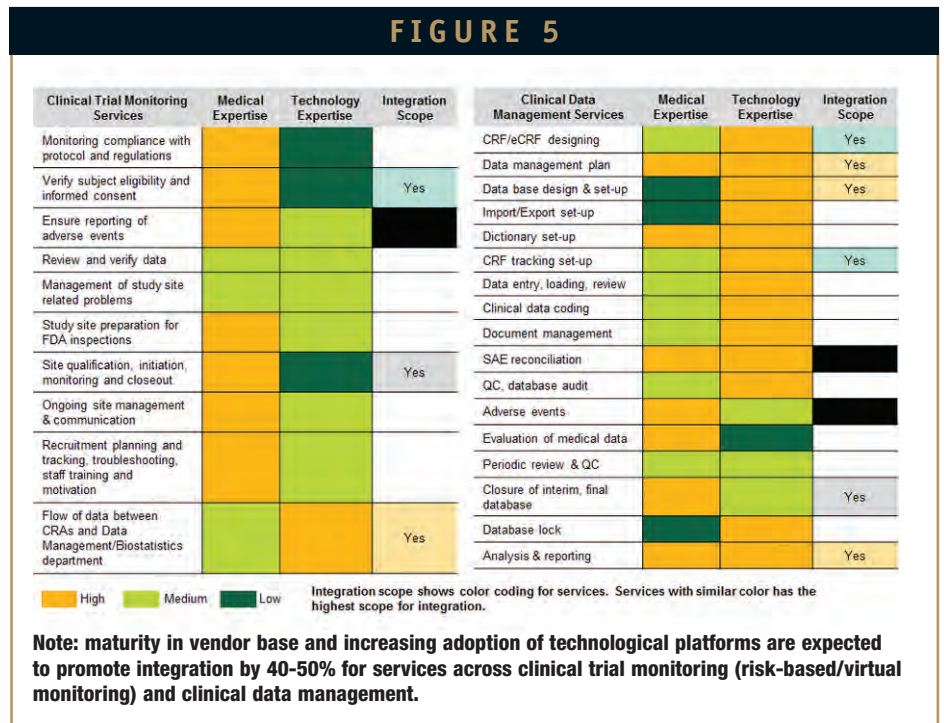 FIGURE 5
Clinical Trial Monitoring
Services
Medical
Expertise
Technology
Expertise
Integration
Scope
Monitoring compliance with
protocol and regulations
Verify subject eligibility and
informed consent
Yes
Ensure reporting of
adverse events
Review and verify data
Management of study site
related problems
Study site preparation for
FDA inspections
Site qualification, initiation,
monitoring and closeout
Yes
Ongoing site management
& communication
Recruitment planning and
tracking, troubleshooting,
staff training and
motivation
Flow of data between
CRAs and Data
Management/Biostatistics
department
Yes
Clinical Data
Management Services
Medical
Expertise
Technology
Expertise
Integration
Scope
CRF/eCRF designing
Yes
Data management plan
Yes
Data base design & set-up
Yes
Import/Export set-up
Dictionary set-up
CRF tracking set-up
Yes
Data entry, loading, review
Clinical data coding
Document management
SAE reconciliation
QC, database audit
Adverse events
Evaluation of medical data
Periodic review & QC
Closure of interim, final
database
Yes
Database lock
Analysis & reporting
Yes
High
Medium
Low
Integration scope shows color coding for services. Services with similar color has the
highest scope for integration.
Note: maturity in vendor base and increasing adoption of technological platforms are expected
to promote integration by 40-50% for services across clinical trial monitoring (risk-based/virtual
monitoring) and clinical data management.